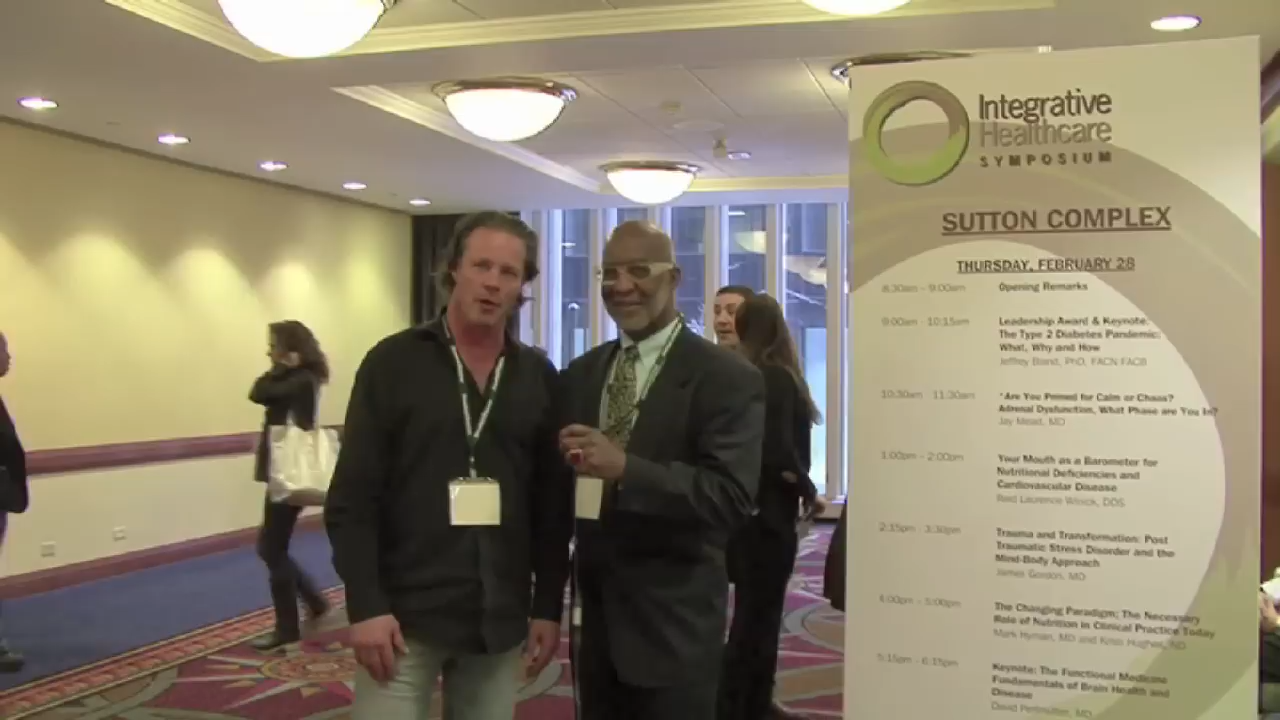 Integrative
Healthcare
SYMPOSIUM
SUTTON COMPLEX
THURSDAY, FEBRUARY 28
8:30am - 9:00am Opening Remarks
9:00am - 10:15am Leadership Award & Keynote:
The Type 2 Diabetes Pandemic:
What, Why and How
Jeffrey Bland, PhD, FACN FACB
10:30am - 11:30am "Are You Primed for Calm or Chaos?
Adrenal Dysfunction, What Phase are You In?
Jay Mead, MD
1:00pm - 2:00pm Your Mouth as a Barometer for
Nutritional Deficiencies and
Cardiovascular Disease
Reid Laurence DDS
2:15pm - 3:30pm Trauma and Transformation: Post
Traumatic Stress Disorder and the
Mind-Body Approach
James Gordon, MD
4:00pm - 5:00pm The Changing Paradigm: The Necessary
Role of Nutrition in Clinical Practice Today
Mark Hyman, MD and Kristi Hughes, ND
5:15pm - 6:15pm Keynote: The Functional Medicine
Fundamentals of Brain Health and
Disease
David Perlmutter, MD